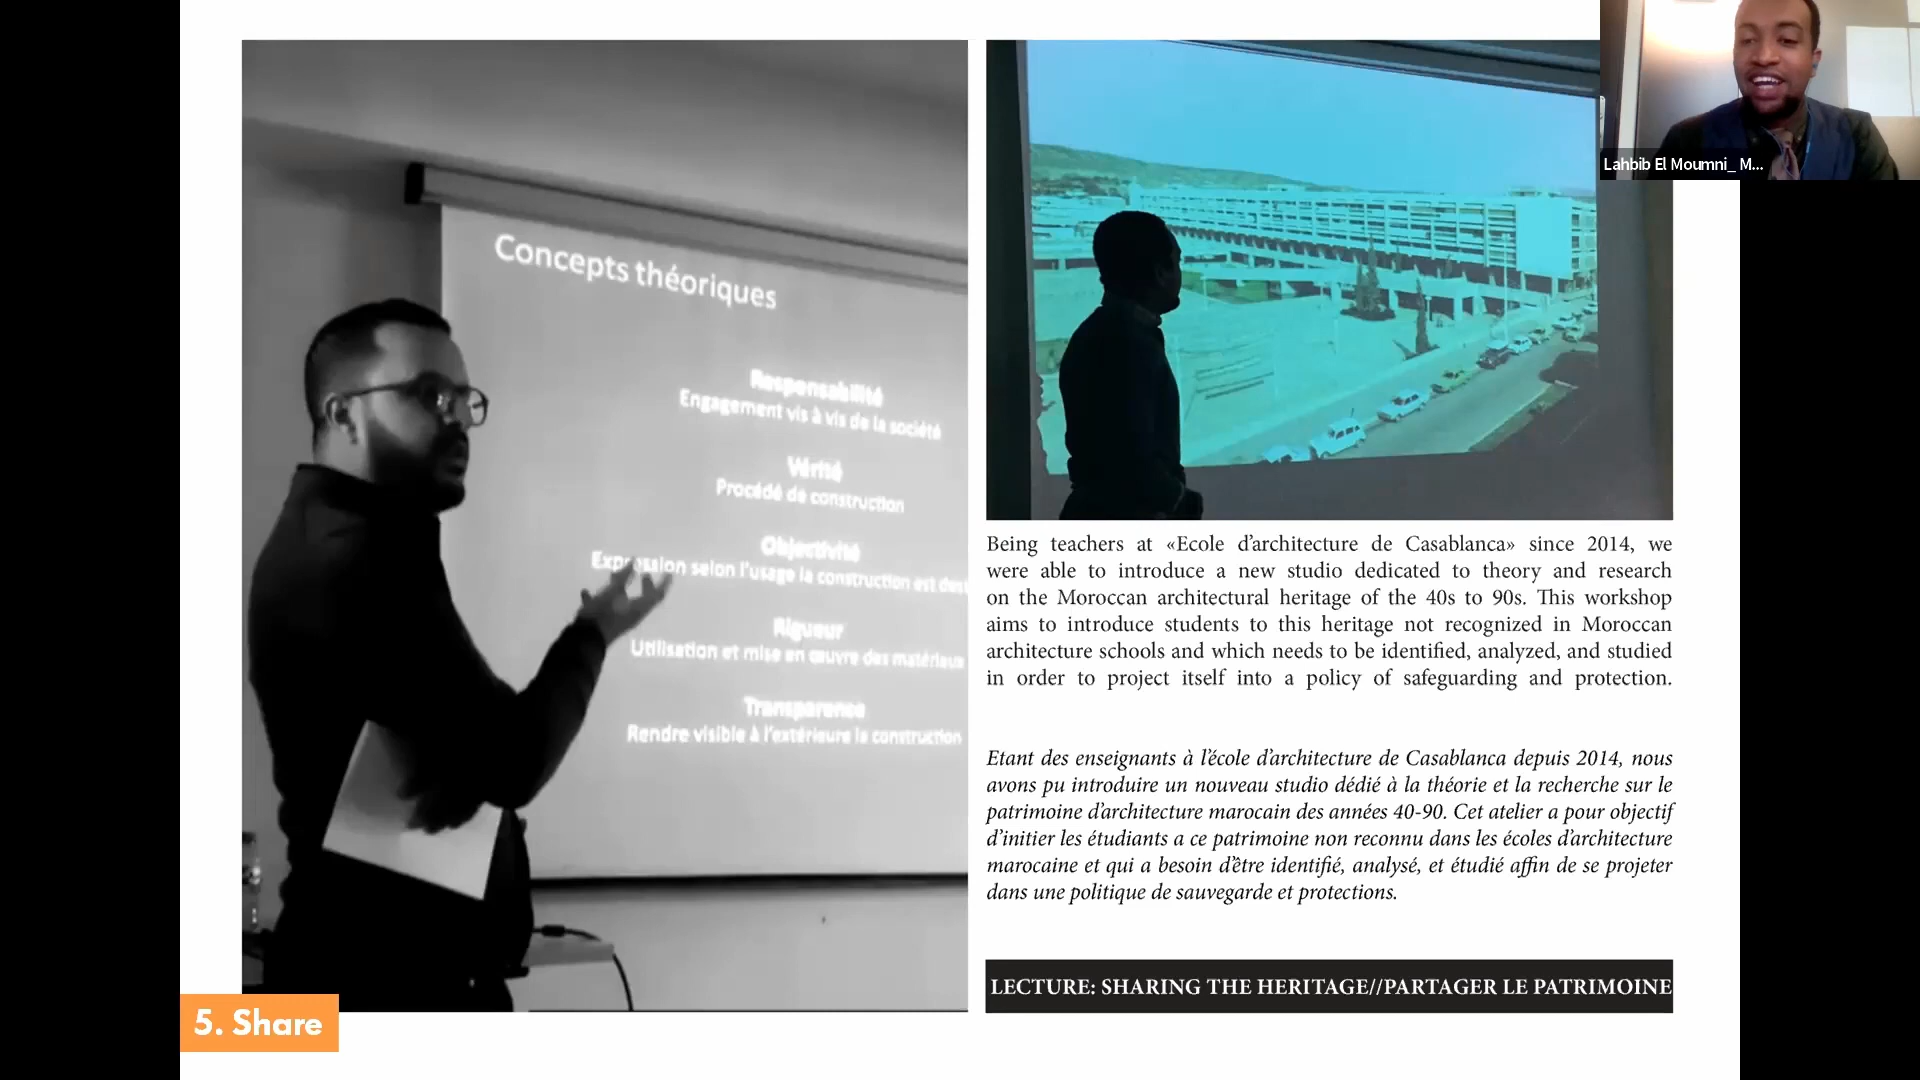 Concepts théoriques
Responsabilité
Engagement vis à vis de la société
Vérité
Procédé de construction
Objectivité
Expression selon l'usage la construction est
Rigueur
Utilisation et mise en œuvre des matériaux
Transparence
Rendre visible à l'extérieure la construction
Lahbib El Moumni_ M...
Being teachers at «Ecole d'architecture de Casablanca» since 2014, we
were able to introduce a new studio dedicated to theory and research
on the Moroccan architectural heritage of the 40s to 90s. This workshop
aims to introduce students to this heritage not recognized in Moroccan
architecture schools and which needs to be identified, analyzed, and studied
in order to project itself into a policy of safeguarding and protection.
Etant des enseignants à l'école d'architecture de Casablanca depuis 2014, nous
avons pu introduire un nouveau studio dédié à la théorie et la recherche sur le
patrimoine d'architecture marocain des années 40-90. Cet atelier a pour objectif
d'initier les étudiants a ce patrimoine non reconnu dans les écoles d'architecture
marocaine et qui a besoin d'être identifié, analysé, et étudié affin de se projeter
dans une politique de sauvegarde et protections.
LECTURE: SHARING THE HERITAGE//PARTAGER LE PATRIMOINE
5. Share